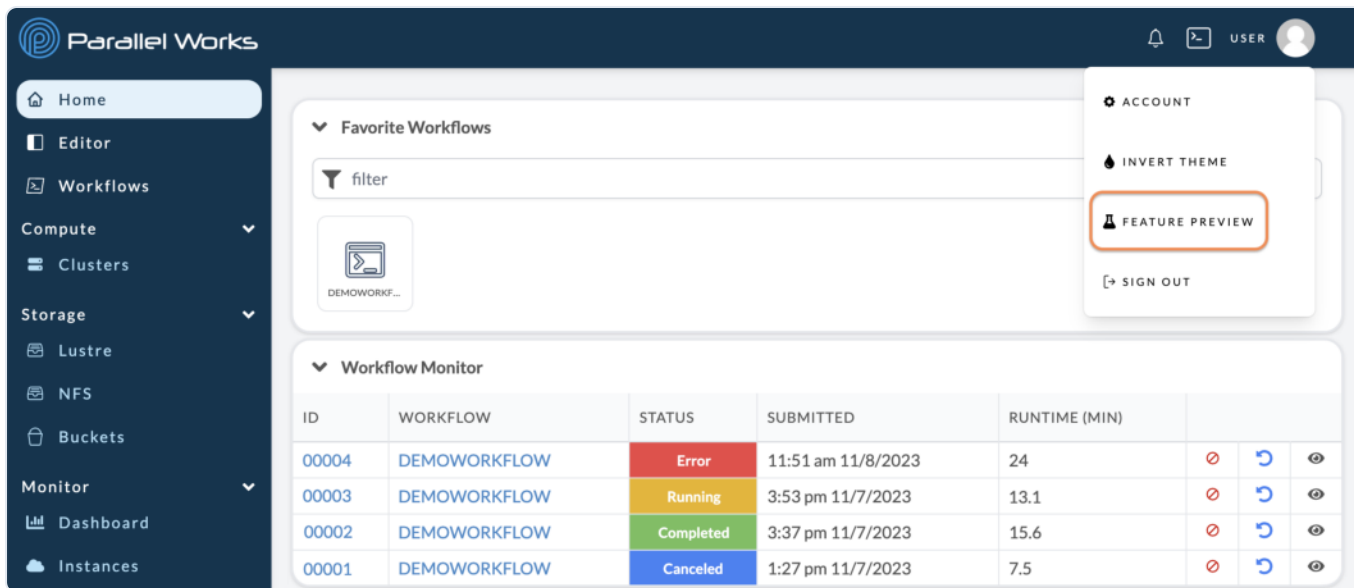 Parallel Works
USER
Home
Editor
Workflows
Compute
Clusters
Storage
Lustre
NFS
Buckets
Monitor
Dashboard
Instances
ACCOUNT
INVERT THEME
FEATURE PREVIEW
SIGN OUT
Favorite Workflows
filter
DEMOWORKF...
Workflow Monitor
ID WORKFLOW STATUS SUBMITTED RUNTIME (MIN)
00004 DEMOWORKFLOW Error 11:51 am 11/8/2023 24
00003 DEMOWORKFLOW Running 3:53 pm 11/7/2023 13.1
00002 DEMOWORKFLOW Completed 3:37 pm 11/7/2023 15.6
00001 DEMOWORKFLOW Canceled 1:27 pm 11/7/2023 7.5